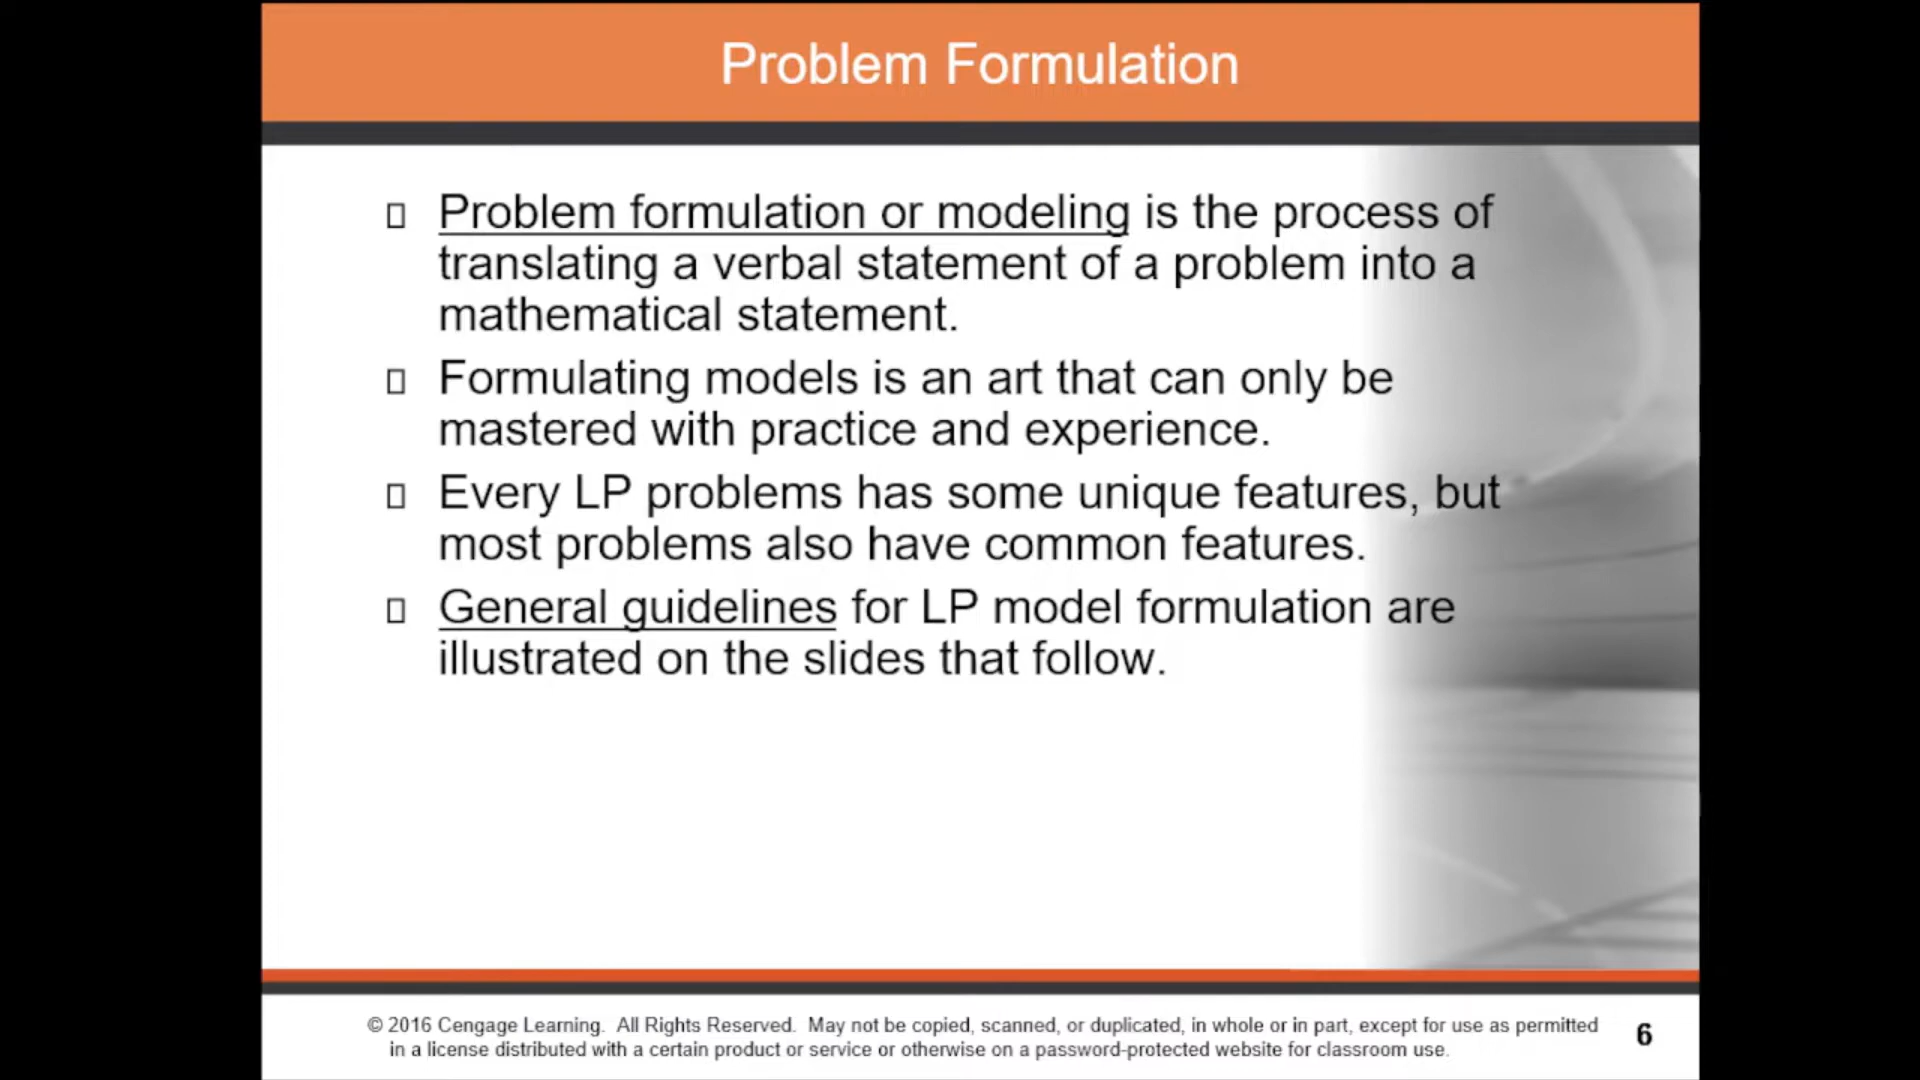 Problem Formulation
Problem formulation or modeling is the process of
translating a verbal statement of a problem into a
mathematical statement.
Formulating models is an art that can only be
mastered with practice and experience.
Every LP problems has some unique features, but
most problems also have common features.
General guidelines for LP model formulation are
illustrated on the slides that follow.
© 2016 Cengage Learning. All Rights Reserved. May not be copied, scanned, or duplicated, in whole or in part, except for use as permitted
in a license distributed with a certain product or service or otherwise on a password-protected website for classroom use.
6